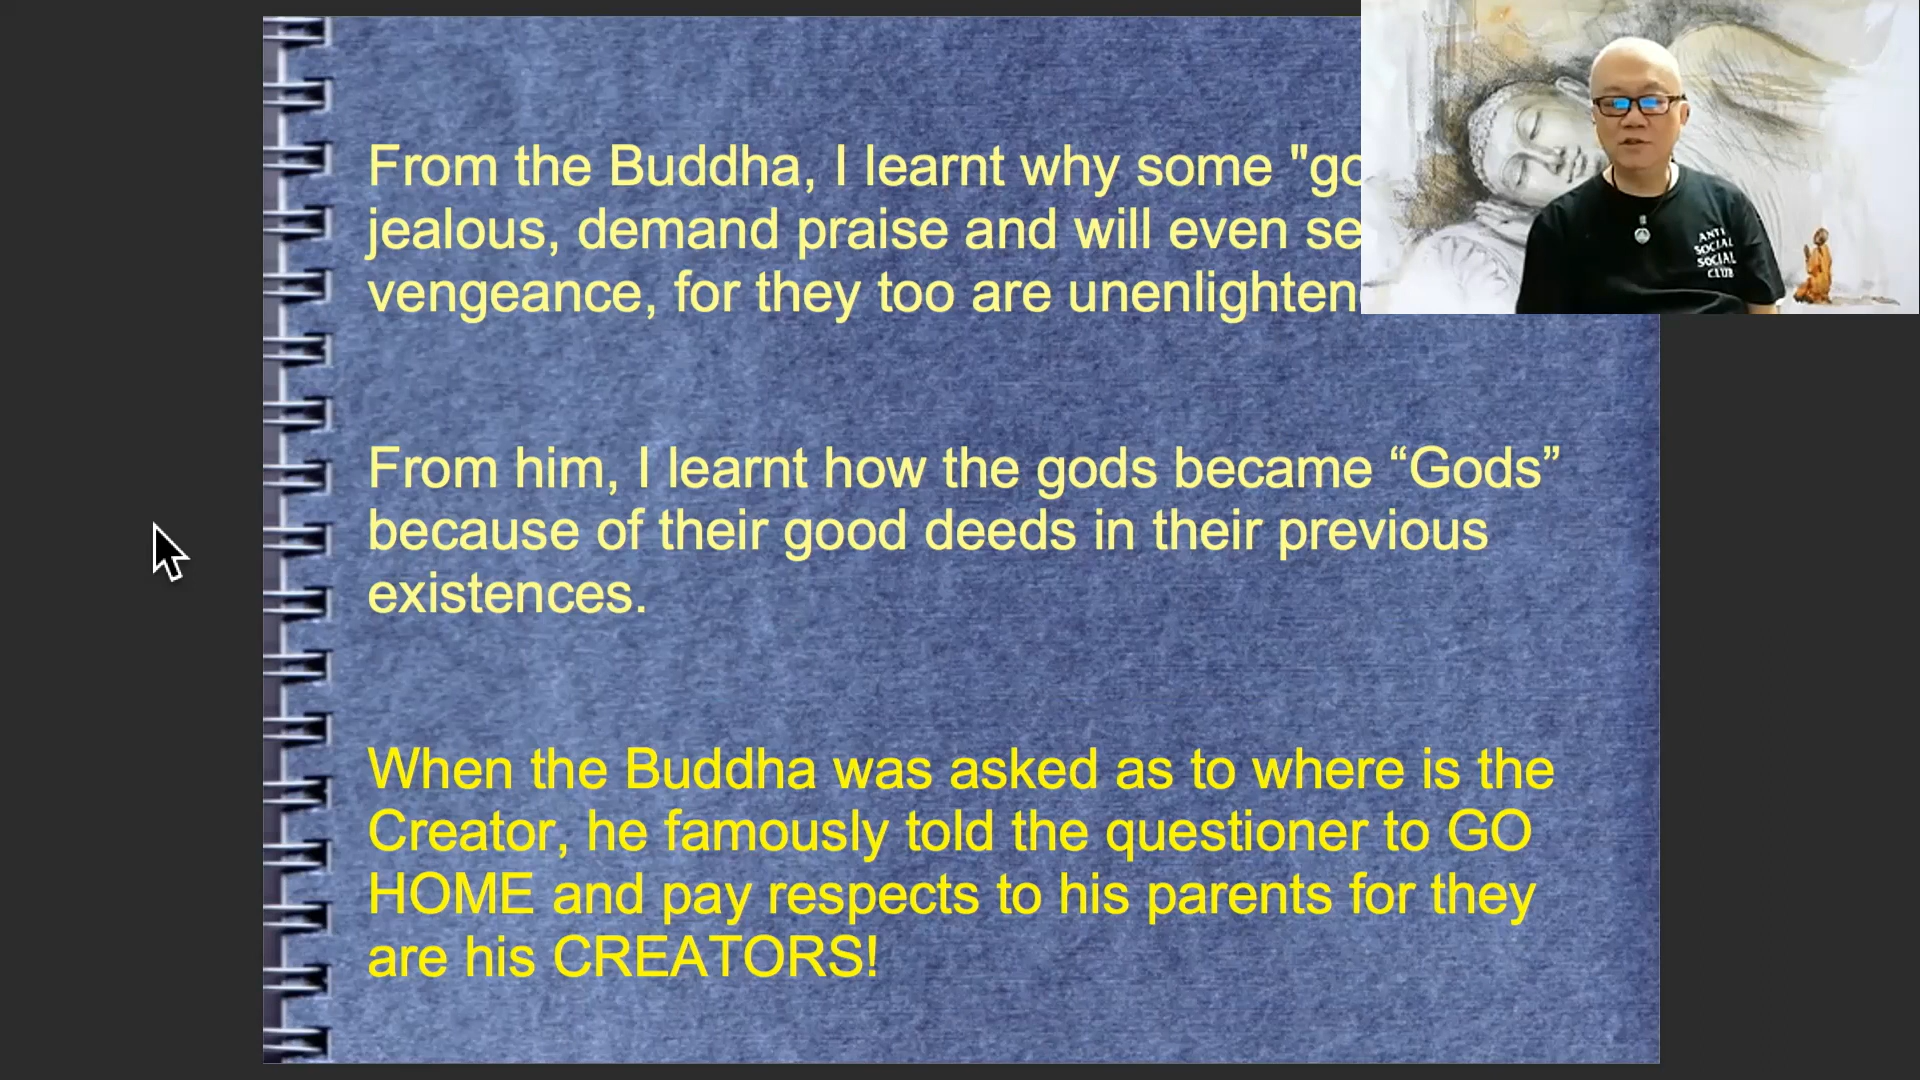 From the Buddha, I learnt why some
jealous, demand praise and will even
vengeance, for they too are
From him, I learnt how the gods became “Gods”
because of their good deeds in their previous
existences.
When the Buddha was asked as to where is the
Creator, he famously told the questioner to GO
HOME and pay respects to his parents for they
are his CREATORS!
ANTI
SOCIAL
SOCIAL
CLUB